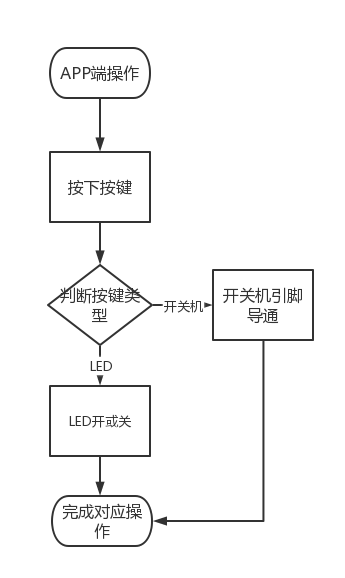 APP端操作
按下按键
判断按键类
型
开关机
开关机引脚
导通
LED
LED开或关
完成对应操
作